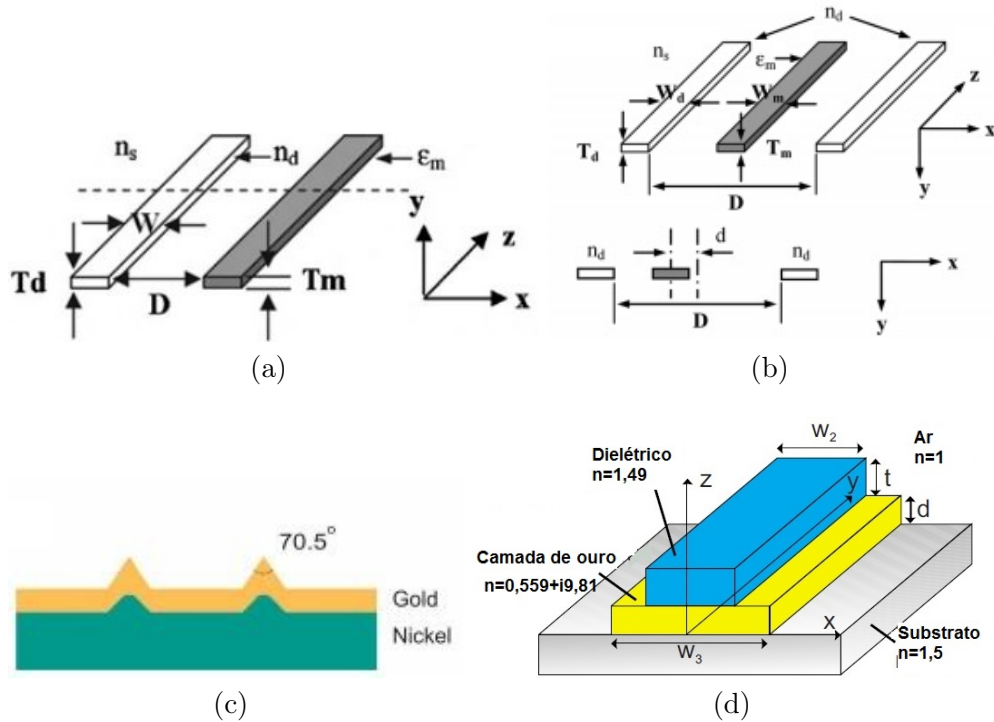 n_s
n_d
ε_m
W
y
z
Td
D
Tm
x
(a)
n_d
n_s
ε_m
z
W_d
W_m
T_d
T_m
x
D
y
d
n_d
n_d
x
D
y
(b)
70.5°
Gold
Nickel
(c)
W_2
Ar
n=1
Dielétrico
n=1,49
z
y
t
d
Camada de ouro
n=0,559+i9,81
x
W_3
Substrato
n=1,5
(d)